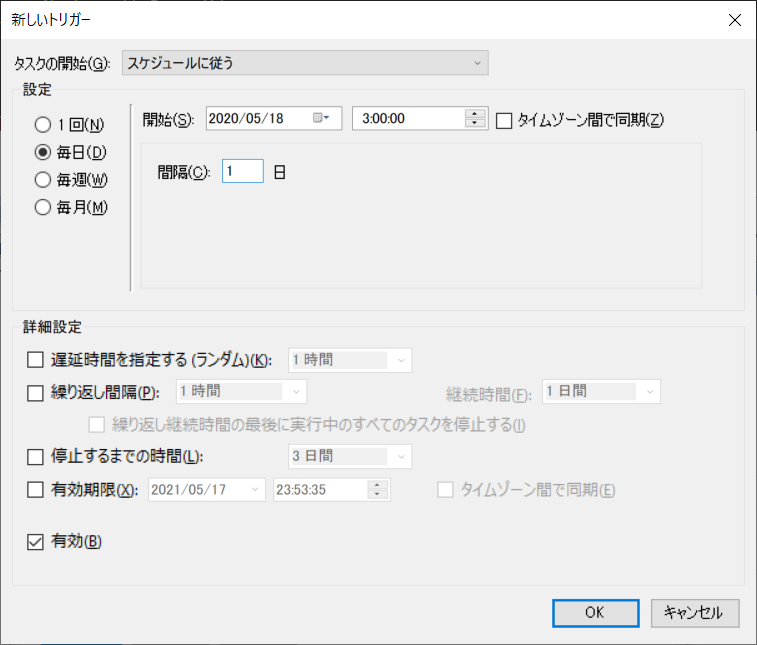 新しいトリガー
タスクの開始(G): スケジュールに従う
設定
1 回(N)
毎日(D)
毎週(W)
毎月(M)
開始(S): 2020/05/18 3:00:00 タイムゾーン間で同期(Z)
間隔(C): 1 日
詳細設定
遅延時間を指定する (ランダム)(K): 1 時間
繰り返し間隔(P): 1 時間 継続時間(F): 1 日間
繰り返し継続時間の最後に実行中のすべてのタスクを停止する(I)
停止するまでの時間(L): 3 日間
有効期限(X): 2021/05/17 23:53:35 タイムゾーン間で同期(E)
有効(B)
OK キャンセル